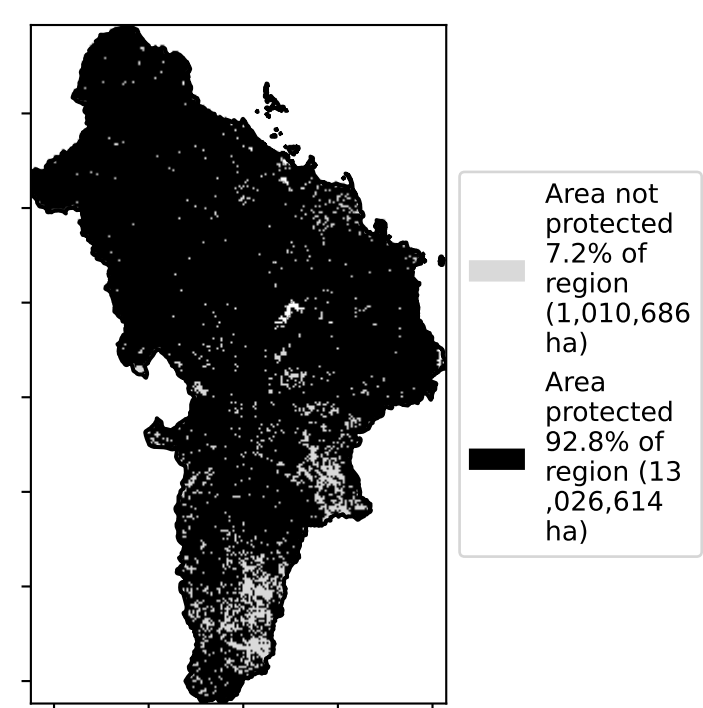 Area not
protected
7.2% of
region
(1,010,686
ha)
Area
protected
92.8% of
region (13
,026,614
ha)